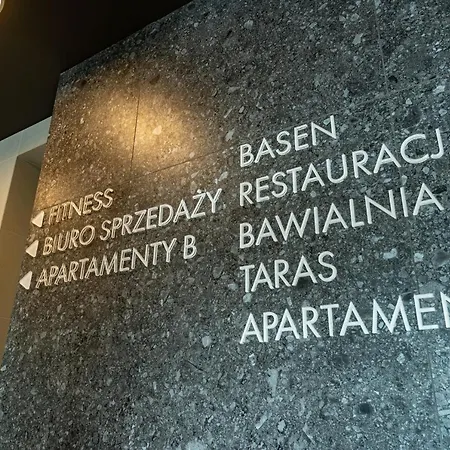 FITNESS
BIURO SPRZEDAŻY
APARTAMENTY B
BASEN
RESTAURACJ
BAWIALNIA
TARAS
APARTAMEN